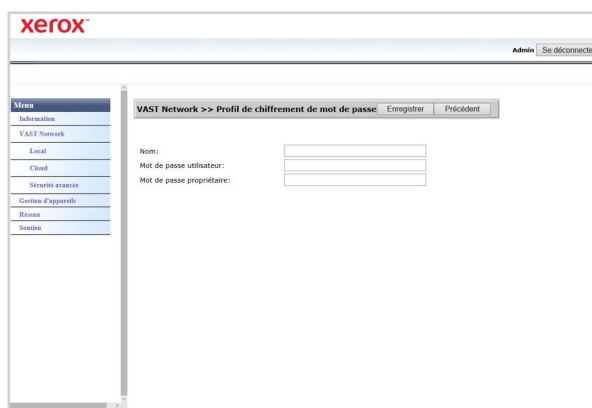 xerox™
Admin Se déconnecte
Menu
Information
VAST Network
Local
Cloud
Sécurité avancée
Gestion d'appareils
Réseau
Soutien
VAST Network >> Profil de chiffrement de mot de passe Enregistrer Précédent
Nom:
Mot de passe utilisateur:
Mot de passe propriétaire: